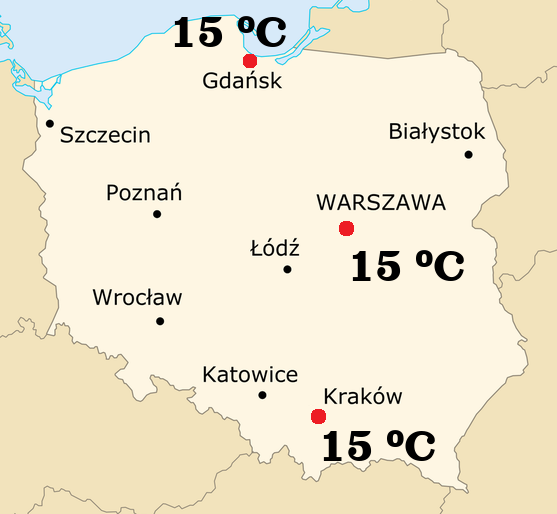 15 ºC
Gdańsk
Szczecin
Białystok
Poznań
WARSZAWA
Łódź
15 ºC
Wrocław
Katowice
Kraków
15 ºC